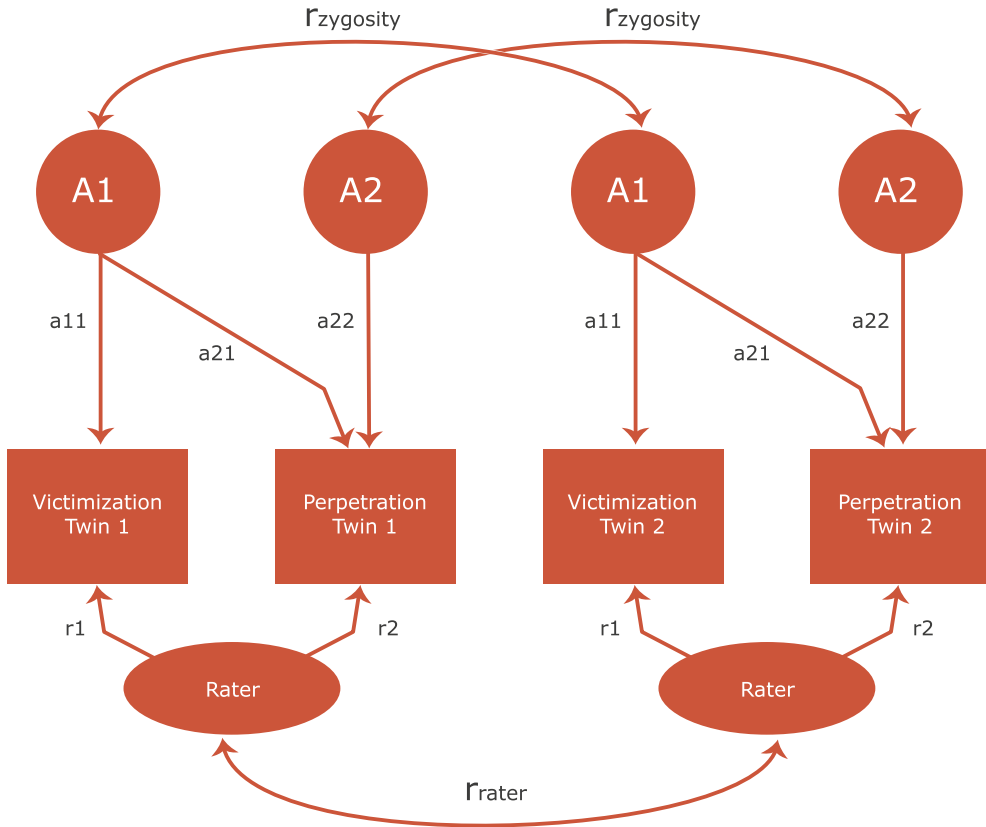 rzygosity
rzygosity
A1
A2
A1
A2
a11
a21
a22
a11
a21
a22
Victimization
Twin 1
Perpetration
Twin 1
Victimization
Twin 2
Perpetration
Twin 2
r1
r2
r1
r2
Rater
Rater
rrater